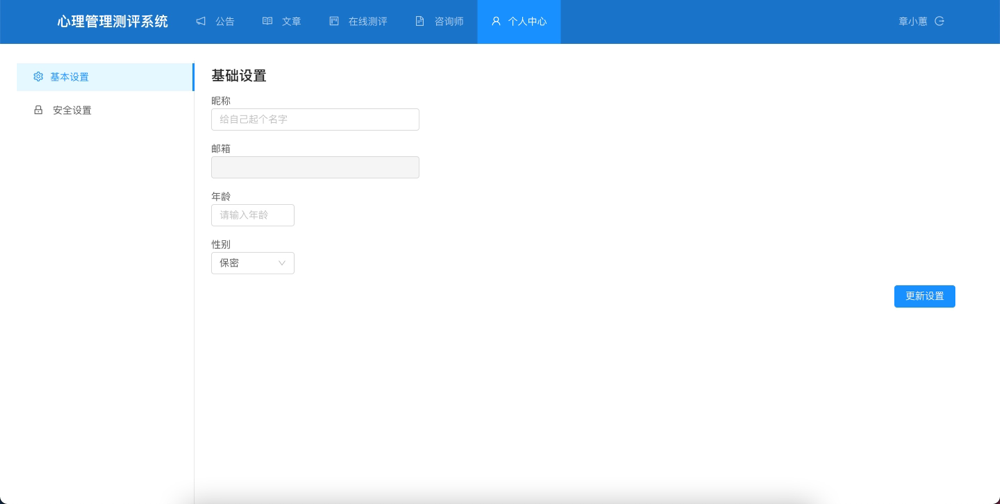 心理管理测评系统 公告 文章 在线测评 咨询师 个人中心 章小蕙
基本设置
安全设置
基础设置
昵称
给自己起个名字
邮箱
年龄
请输入年龄
性别
保密
更新设置